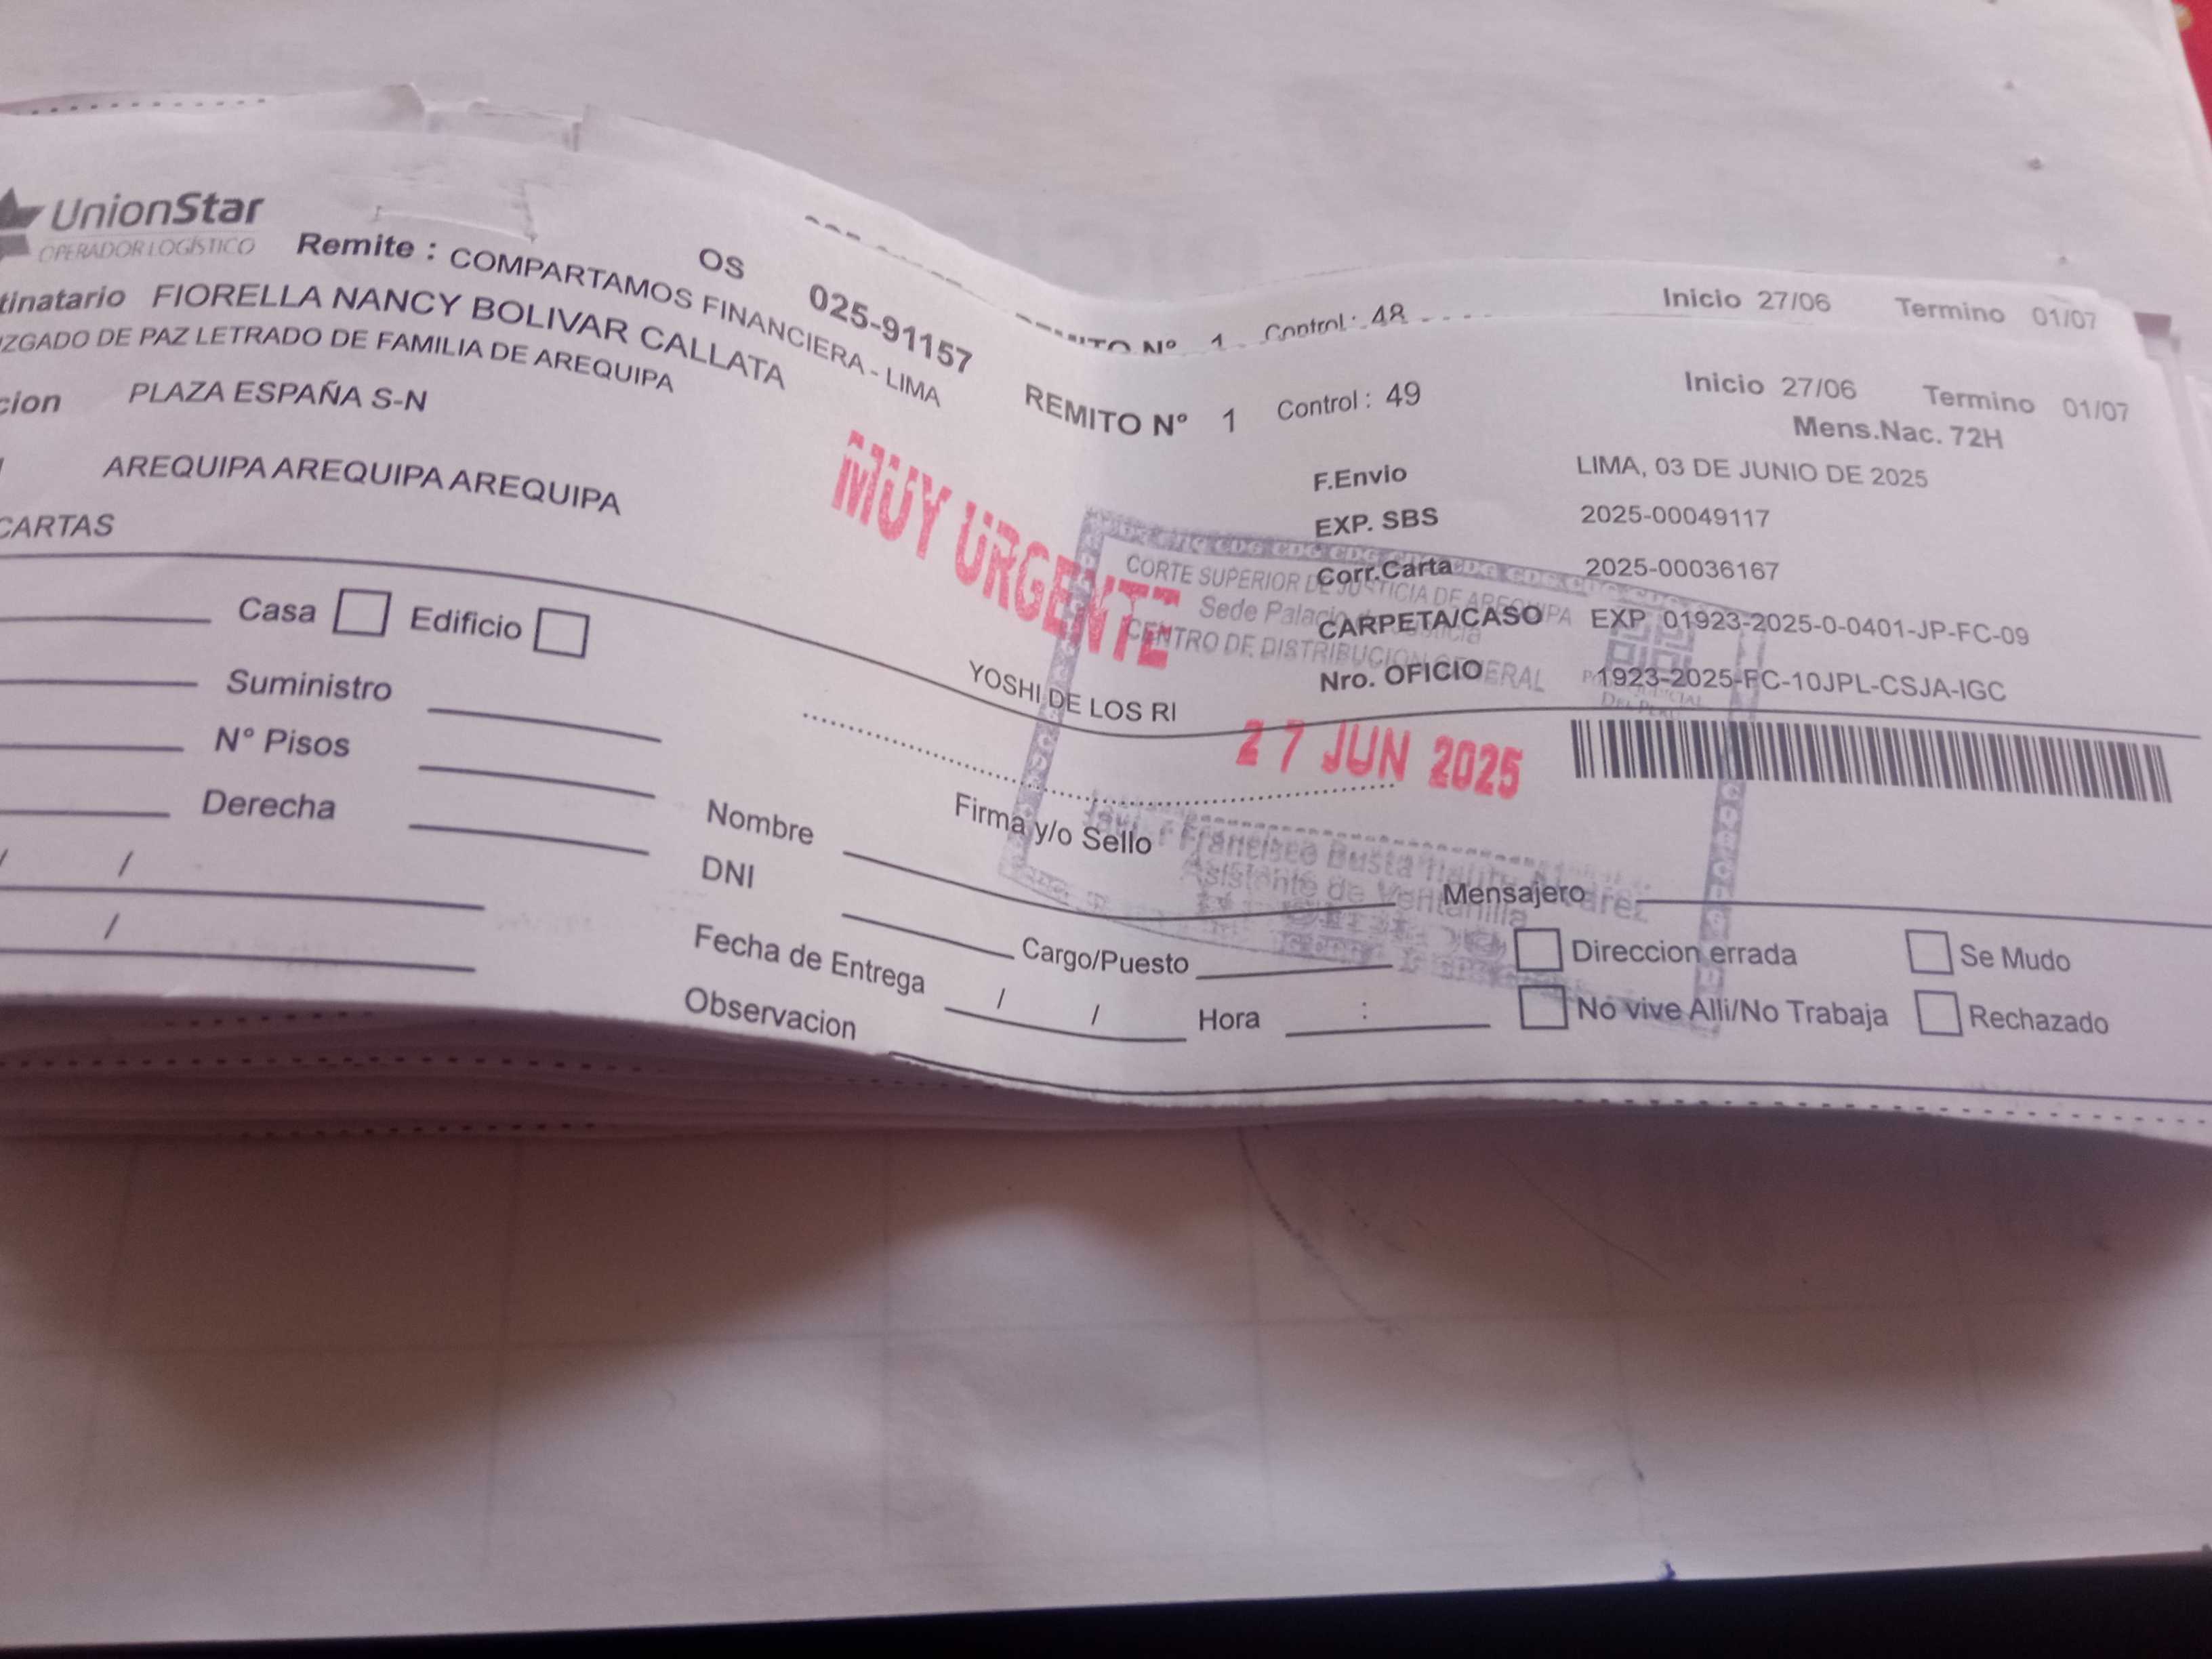 UnionStar
OPERADOR LOGÍSTICO
Remite : COMPARTAMOS FINANCIERA - LIMA
OS 025-91157
REMITO Nº 1 Control : 48
Inicio 27/06 Termino 01/07
tinatario FIORELLA NANCY BOLIVAR CALLATA
ZGADO DE PAZ LETRADO DE FAMILIA DE AREQUIPA
REMITO Nº 1 Control : 49
Inicio 27/06 Termino 01/07
Mens.Nac. 72H
cion PLAZA ESPAÑA S-N
AREQUIPA AREQUIPA AREQUIPA
CARTAS
MUY URGENTE
F.Envio LIMA, 03 DE JUNIO DE 2025
EXP. SBS 2025-00049117
Corr.Carta 2025-00036167
CARPETA/CASO EXP 01923-2025-0-0401-JP-FC-09
Nro. OFICIO 1923-2025-FC-10JPL-CSJA-IGC
CORTE SUPERIOR DE JUSTICIA DE AREQUIPA
Sede Palacio de Justicia
CENTRO DE DISTRIBUCION GENERAL
Casa Edificio
Suministro
N° Pisos
Derecha
/ /
/
YOSHI DE LOS RI
27 JUN 2025
Firma y/o Sello
Francisco
Asistente de Ventanilla
Nombre
DNI
Cargo/Puesto
Fecha de Entrega / / Hora :
Observacion
Mensajero
Direccion errada Se Mudo
No vive Alli/No Trabaja Rechazado